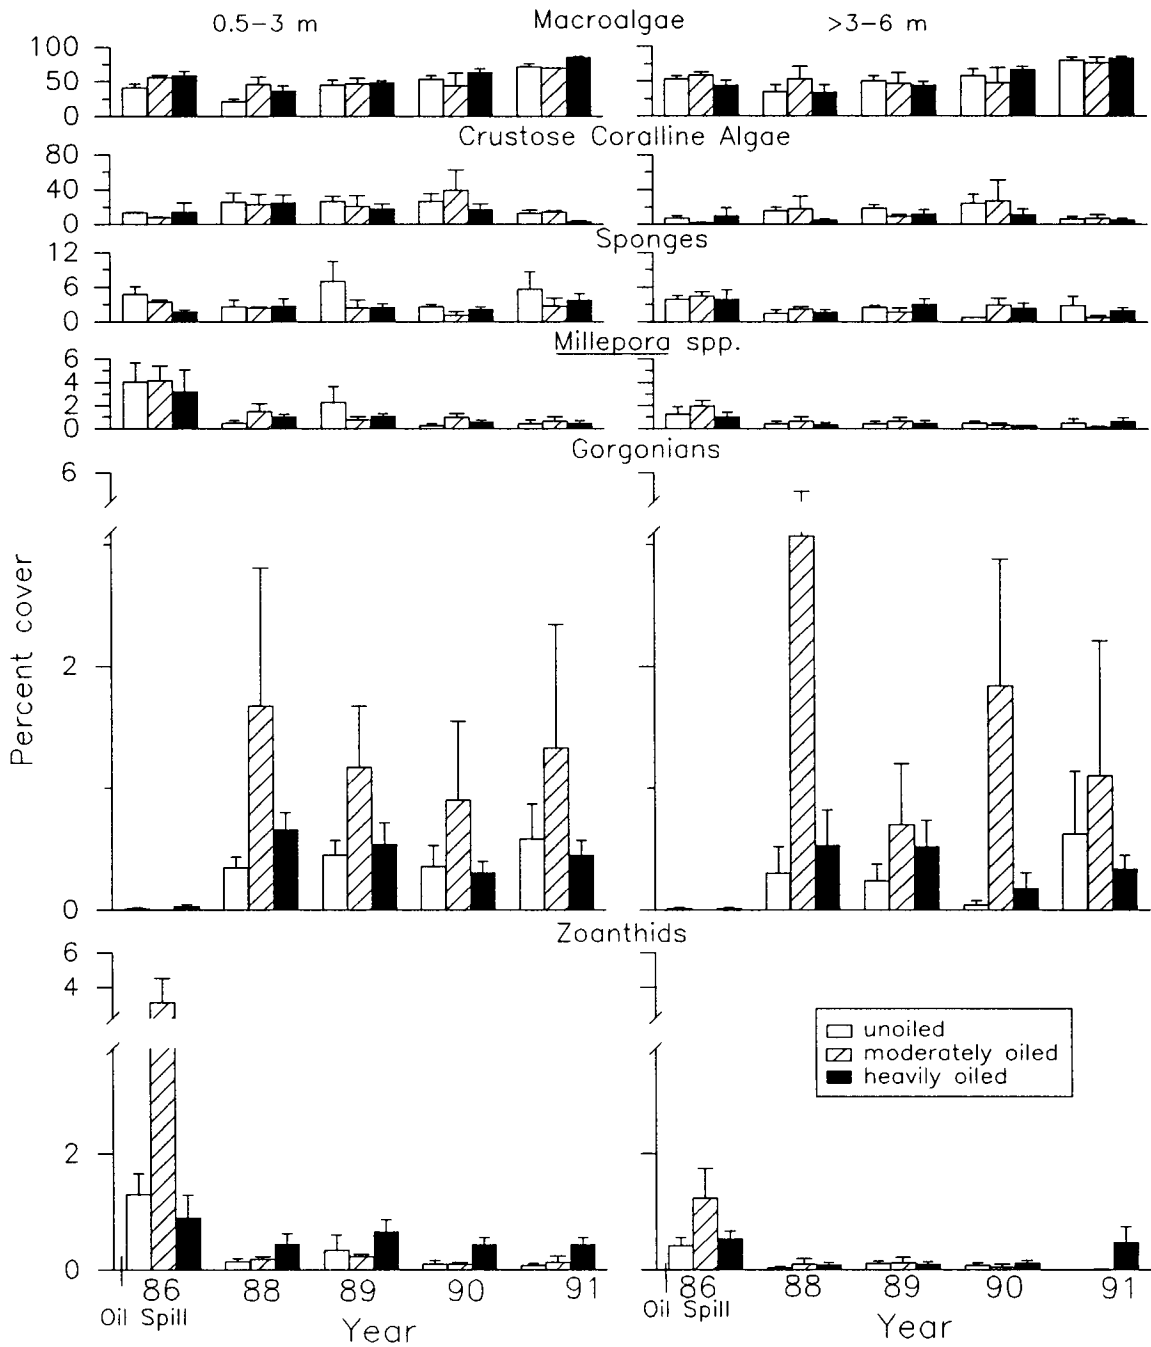 0.5–3 m Macroalgae >3–6 m
100
50
0
Crustose Coralline Algae
80
40
0
Sponges
12
6
0
Millepora spp.
6
4
2
0
Gorgonians
6
2
0
Percent cover
Zoanthids
6
4
2
0
unoiled
moderately oiled
heavily oiled
86 88 89 90 91 86 88 89 90 91
Oil Spill Oil Spill
Year Year